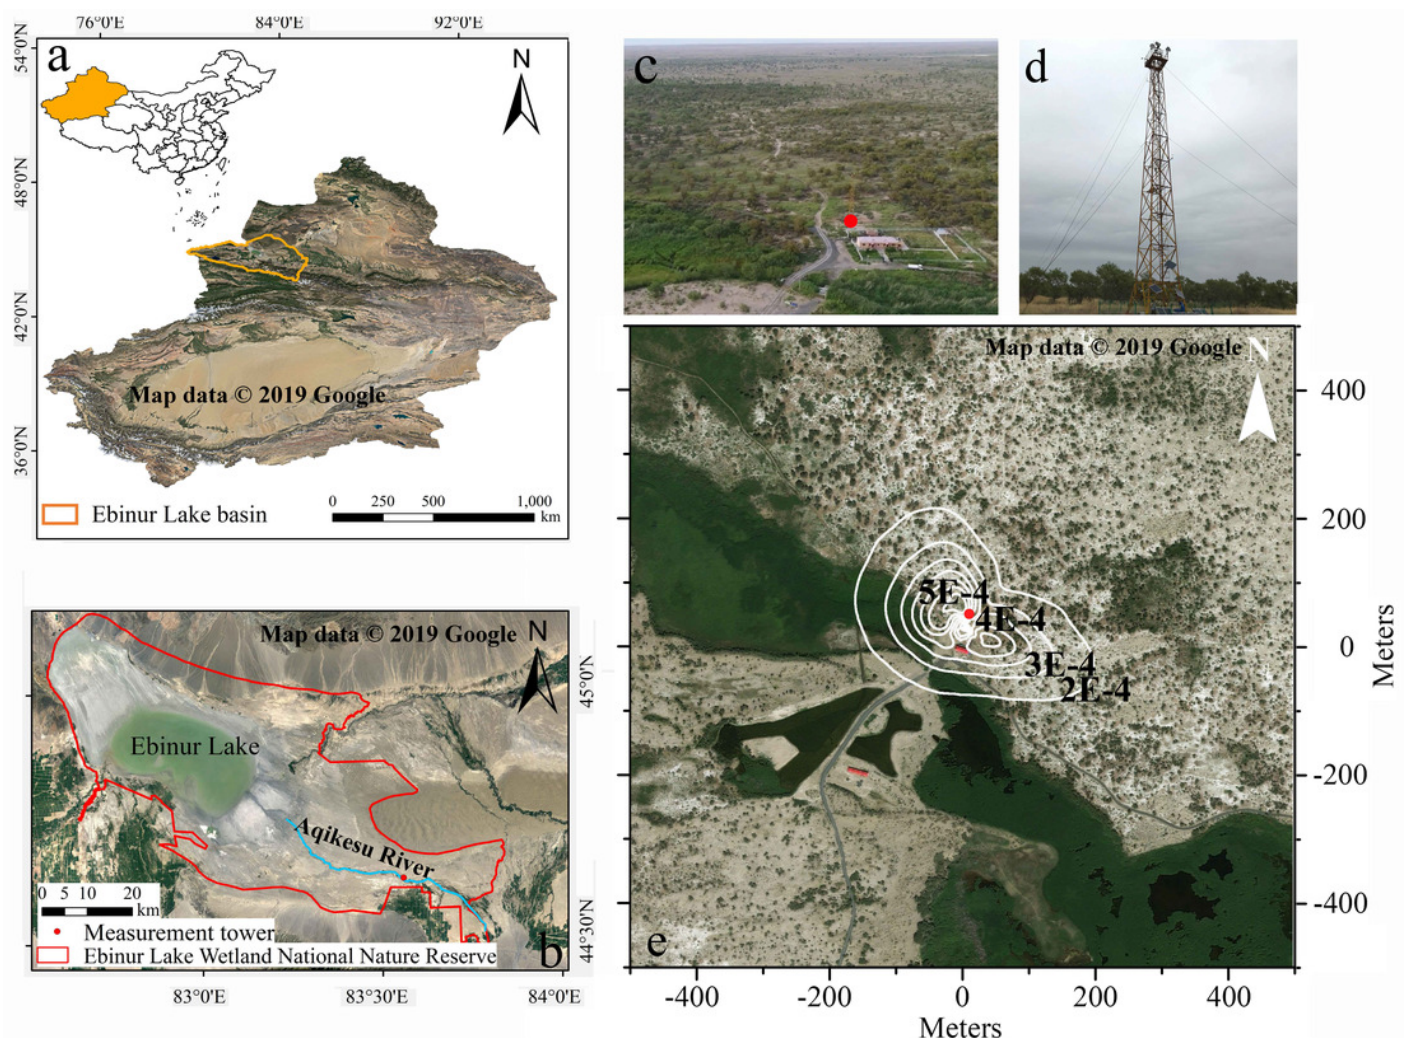 76°0'E 84°0'E 92°0'E
a
N
54°0'N
48°0'N
42°0'N
36°0'N
Map data © 2019 Google
Ebinur Lake basin
0 250 500 1,000
km
c
d
Map data © 2019 Google
N
Ebinur Lake
Aqikesu River
0 5 10 20
km
Measurement tower
Ebinur Lake Wetland National Nature Reserve
b
45°0'N
44°30'N
83°0'E 83°30'E 84°0'E
Map data © 2019 Google
N
5E-4
4E-4
3E-4
2E-4
e
400
200
0
-200
-400
Meters
-400 -200 0 200 400
Meters